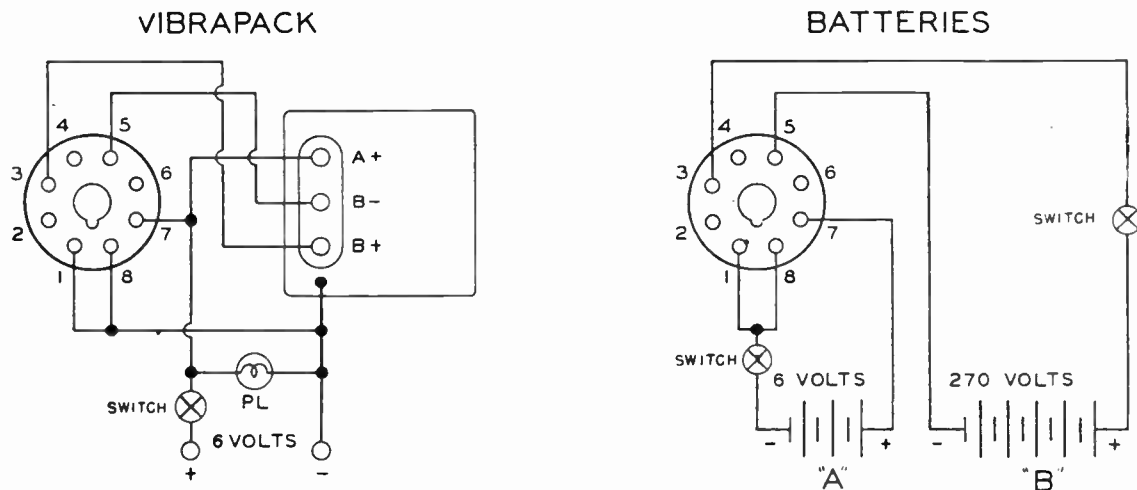 VIBRAPACK
4
5
3
6
2
7
1
8
A+
B-
B+
SWITCH
PL
6 VOLTS
+
-
BATTERIES
4
5
3
6
2
7
1
8
SWITCH
SWITCH
6 VOLTS
270 VOLTS
-
+
-
+
"A"
"B"